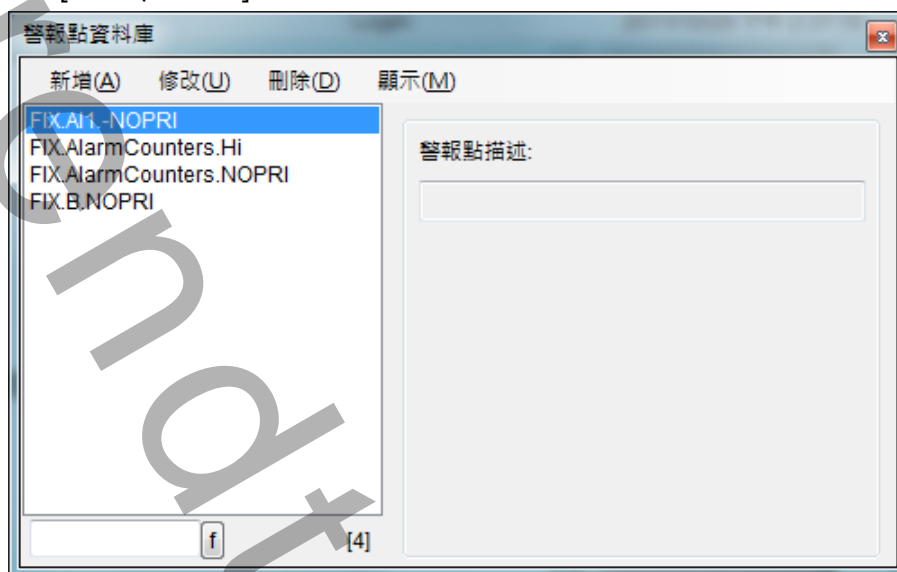 警報點資料庫
新增(A) 修改(U) 刪除(D) 顯示(M)
FIX.AI1.-NOPRI
FIX.AlarmCounters.Hi
FIX.AlarmCounters.NOPRI
FIX.B.NOPRI
警報點描述:
f
[4]